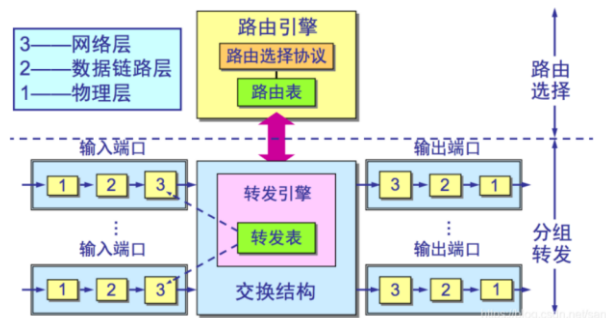 3——网络层
2——数据链路层
1——物理层
路由引擎
路由选择协议
路由表
路由
选择
输入端口
1
2
3
...
输入端口
1
2
3
转发引擎
转发表
交换结构
输出端口
3
2
1
...
输出端口
3
2
1
分组
转发